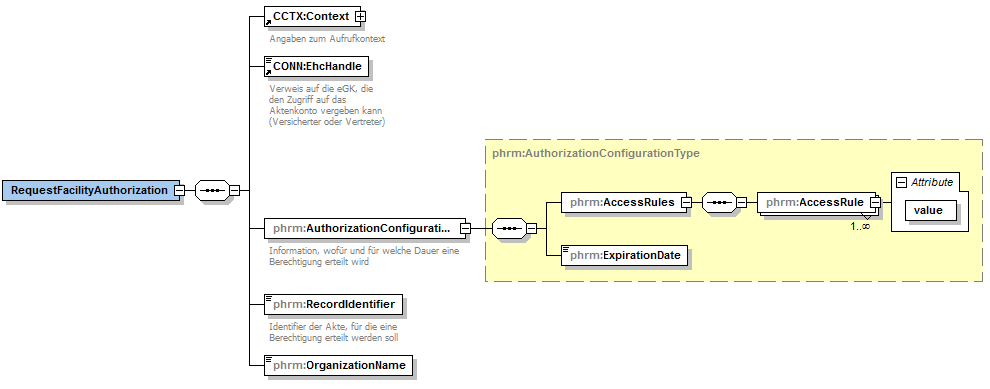 CCTX:Context
Angaben zum Aufrufkontext
CONN:EhcHandle
Verweis auf die eGK, die
den Zugriff auf das
Aktenkonto vergeben kann
(Versicherter oder Vertreter)
RequestFacilityAuthorization
phrm:AuthorizationConfigurati...
Information, wofür und für welche Dauer eine
Berechtigung erteilt wird
phrm:AuthorizationConfigurationType
phrm:AccessRules
phrm:AccessRule
1..∞
Attribute
value
phrm:ExpirationDate
phrm:RecordIdentifier
Identifier der Akte, für die eine
Berechtigung erteilt werden soll
phrm:OrganizationName